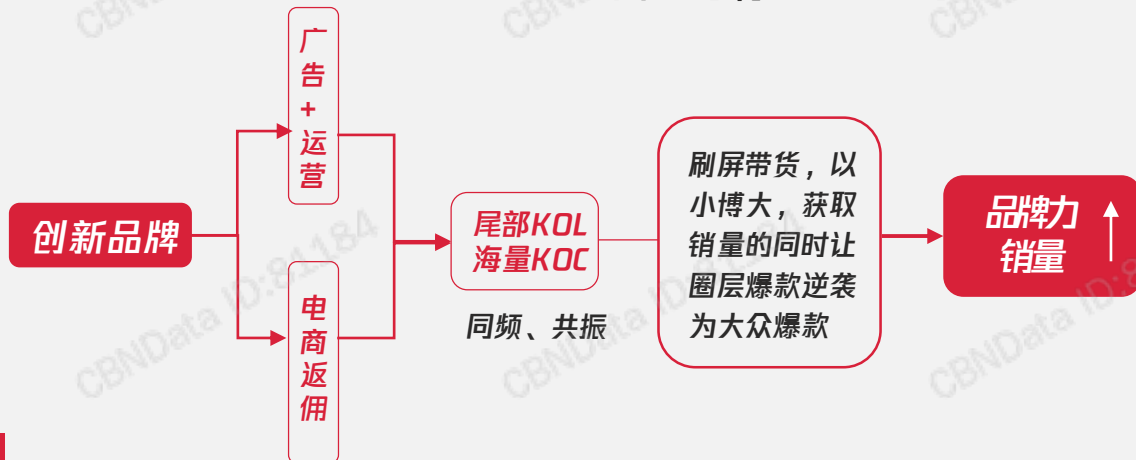 广
告
+
运
营
创新品牌
电
商
返
佣
尾部KOL
海量KOC
同频、共振
刷屏带货，以
小博大，获取
销量的同时让
圈层爆款逆袭
为大众爆款
品牌力
销量
CBNData ID:81184
CBNData ID:81184
CBNData ID:8